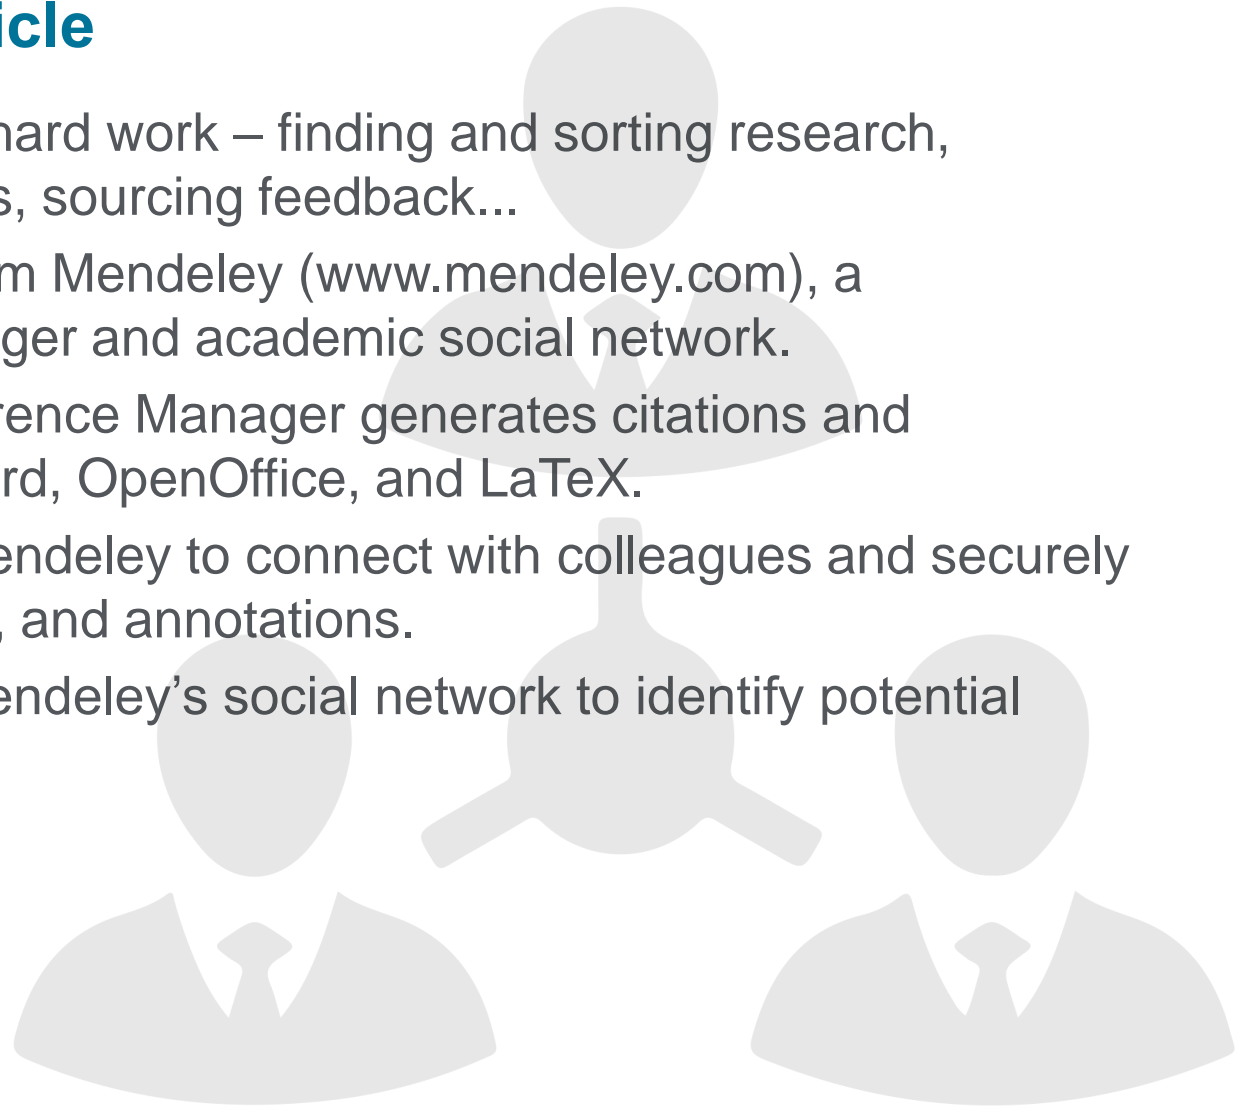 icle
hard work – finding and sorting research,
s, sourcing feedback...
m Mendeley (www.mendeley.com), a
ger and academic social network.
rence Manager generates citations and
rd, OpenOffice, and LaTeX.
endeley to connect with colleagues and securely
, and annotations.
endeley’s social network to identify potential